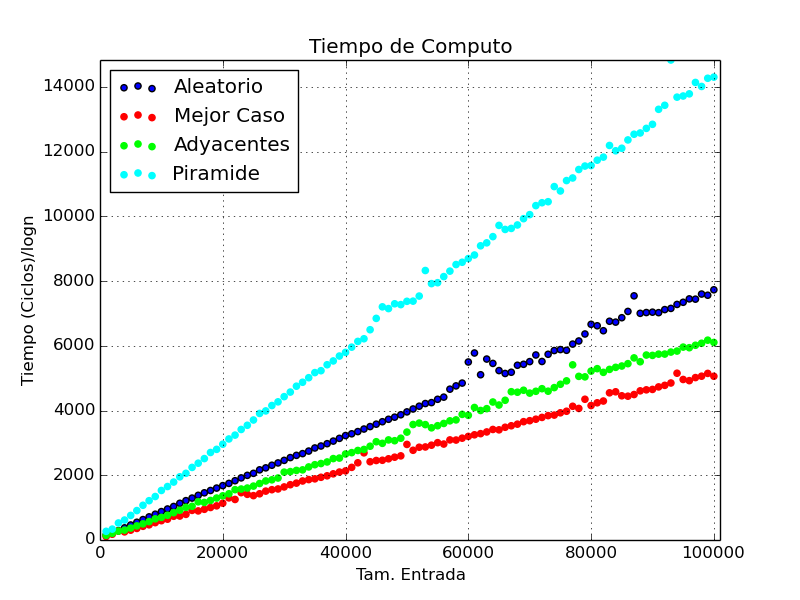 Tiempo de Computo
Aleatorio
Mejor Caso
Adyacentes
Piramide
Tiempo (Ciclos)/logn
14000
12000
10000
8000
6000
4000
2000
0
0 20000 40000 60000 80000 100000
Tam. Entrada